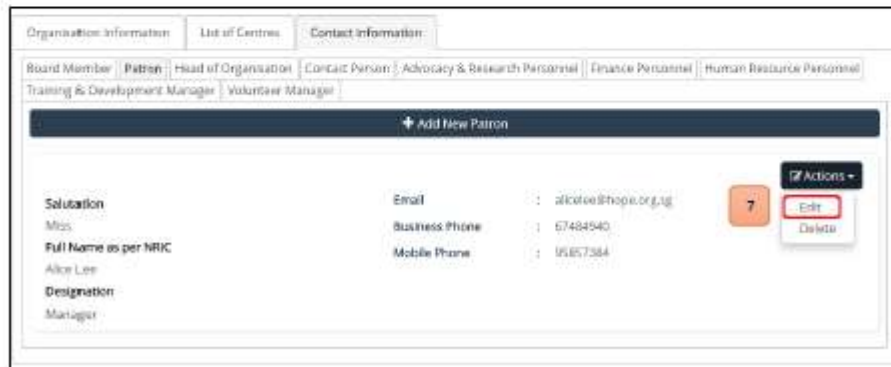 Organisation Information List of Centres Contact Information
Board Member Patron Head of Organisation Contact Person Advocacy & Research Personnel Finance Personnel Human Resource Personnel
Training & Development Manager Volunteer Manager
+ Add New Patron
Actions
Salutation Email : alicelee@hope.org.sg 7 Edit
Miss Business Phone : 67484940 Delete
Full Name as per NRIC Mobile Phone : 95857384
Alice Lee
Designation
Manager